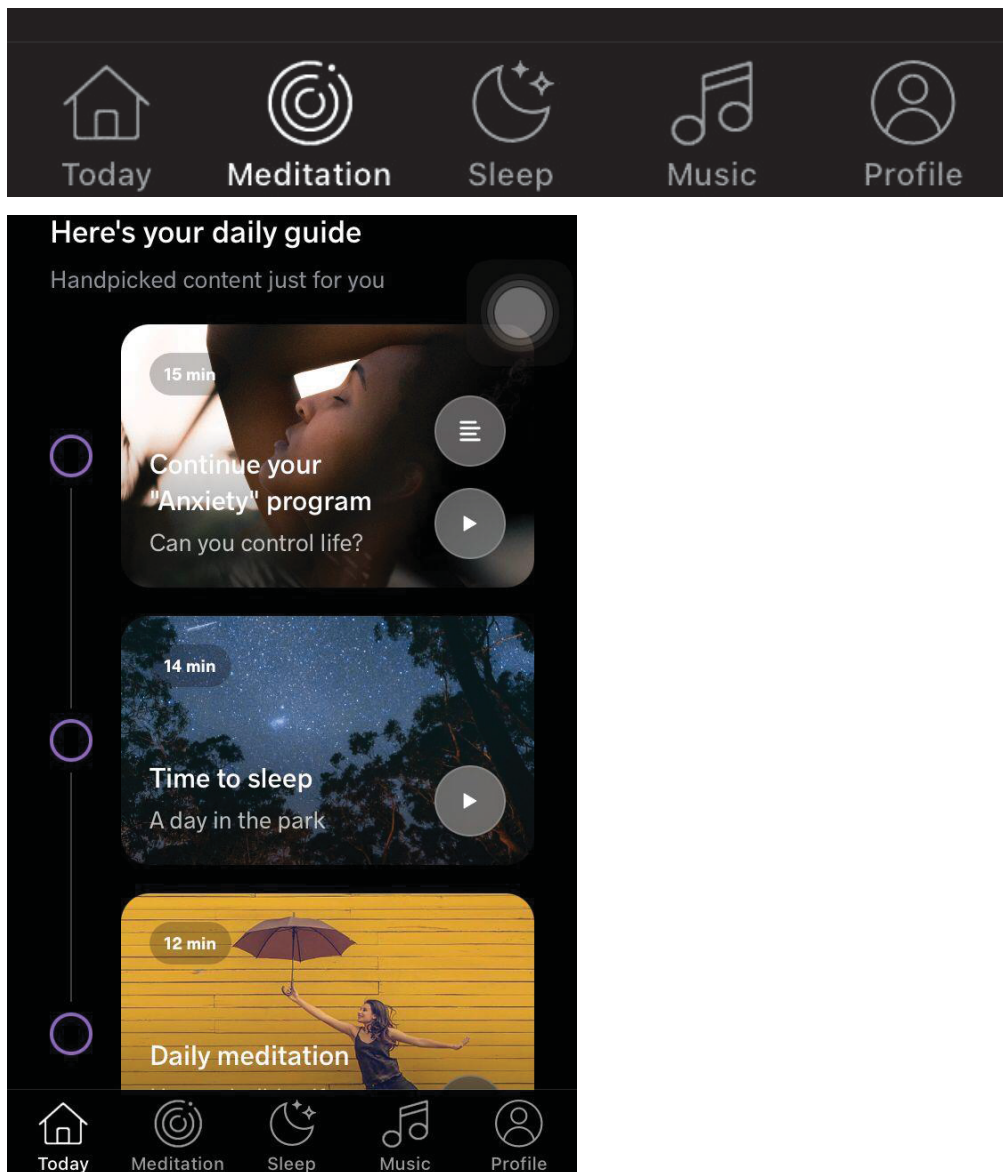 Today
Meditation
Sleep
Music
Profile
Here's your daily guide
Handpicked content just for you
15 min
Continue your
"Anxiety" program
Can you control life?
14 min
Time to sleep
A day in the park
12 min
Daily meditation
Today
Meditation
Sleep
Music
Profile